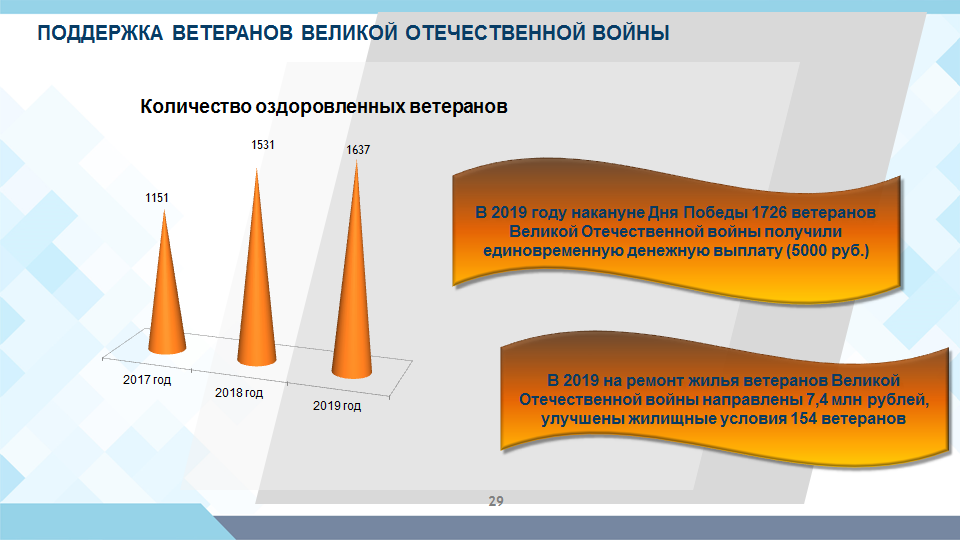 ПОДДЕРЖКА ВЕТЕРАНОВ ВЕЛИКОЙ ОТЕЧЕСТВЕННОЙ ВОЙНЫ
Количество оздоровленных ветеранов
1151
1531
1637
2017 год
2018 год
2019 год
В 2019 году накануне Дня Победы 1726 ветеранов
Великой Отечественной войны получили
единовременную денежную выплату (5000 руб.)
В 2019 на ремонт жилья ветеранов Великой
Отечественной войны направлены 7,4 млн рублей,
улучшены жилищные условия 154 ветеранов
29